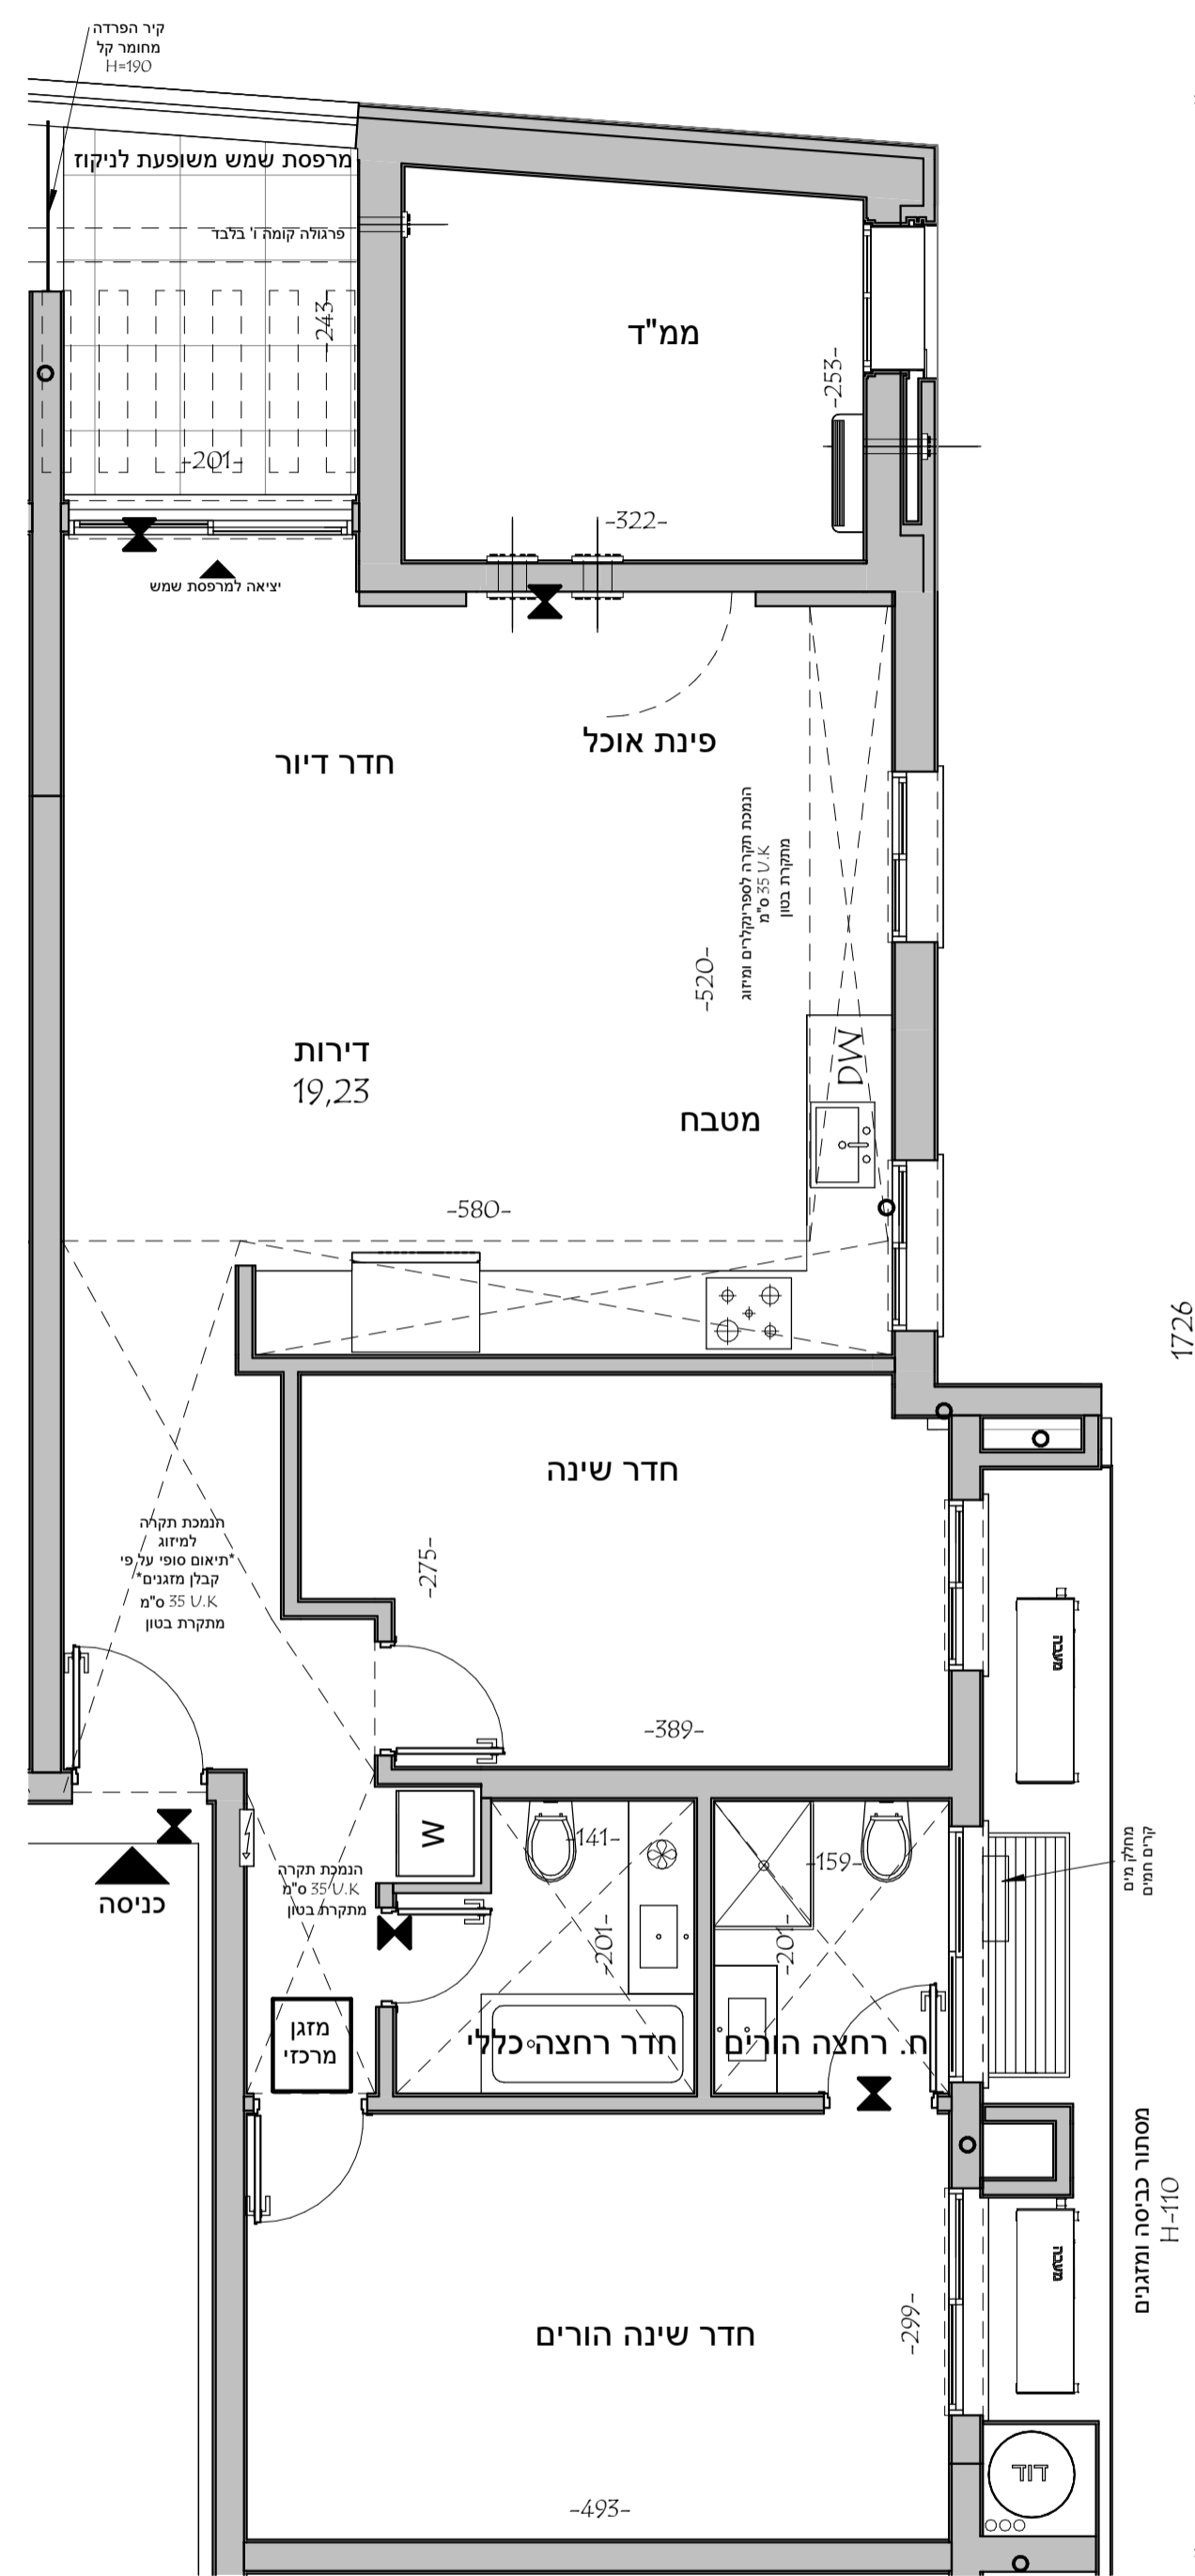 קיר הפרדה
מחומר קל
H=190
מרפסת שמש משופעת לניקוז
פרגולה קומה ו' בלבד
-243-
-201-
יציאה למרפסת שמש
ממ"ד
-253-
-322-
חדר דיור
פינת אוכל
הנמכת תקרה לספרינקלרים ומיזוג
35 U.K ס"מ
מתקרת בטון
-520-
דירות
19,23
DW
מטבח
-580-
1726
חדר שינה
-275-
-389-
הנמכת תקרה
למיזוג
*תיאום סופי על פי
קבלן מזגנים*
35 U.K ס"מ
מתקרת בטון
מעבה
כניסה
W
-141-
-159-
מחלק מים
קרים חמים
הנמכת תקרה
35 U.K ס"מ
מתקרת בטון
-201-
-201-
מזגן
מרכזי
חדר רחצה כללי
ח. רחצה הורים
מסתור כביסה ומזגנים
H-110
מעבה
חדר שינה הורים
-299-
דוד
-493-